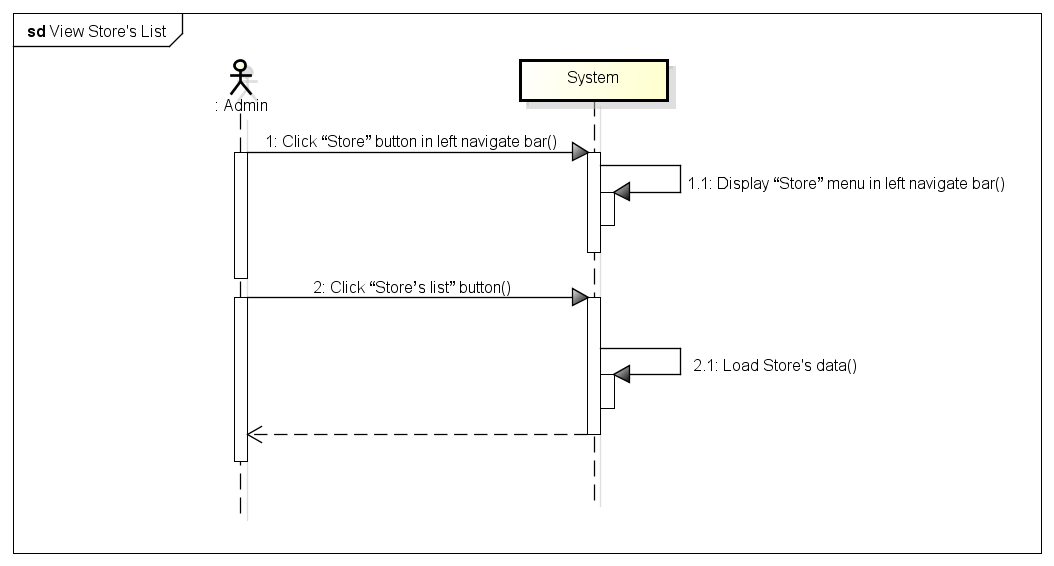 sd View Store's List
: Admin
System
1: Click “Store” button in left navigate bar()
1.1: Display “Store” menu in left navigate bar()
2: Click “Store’s list” button()
2.1: Load Store's data()